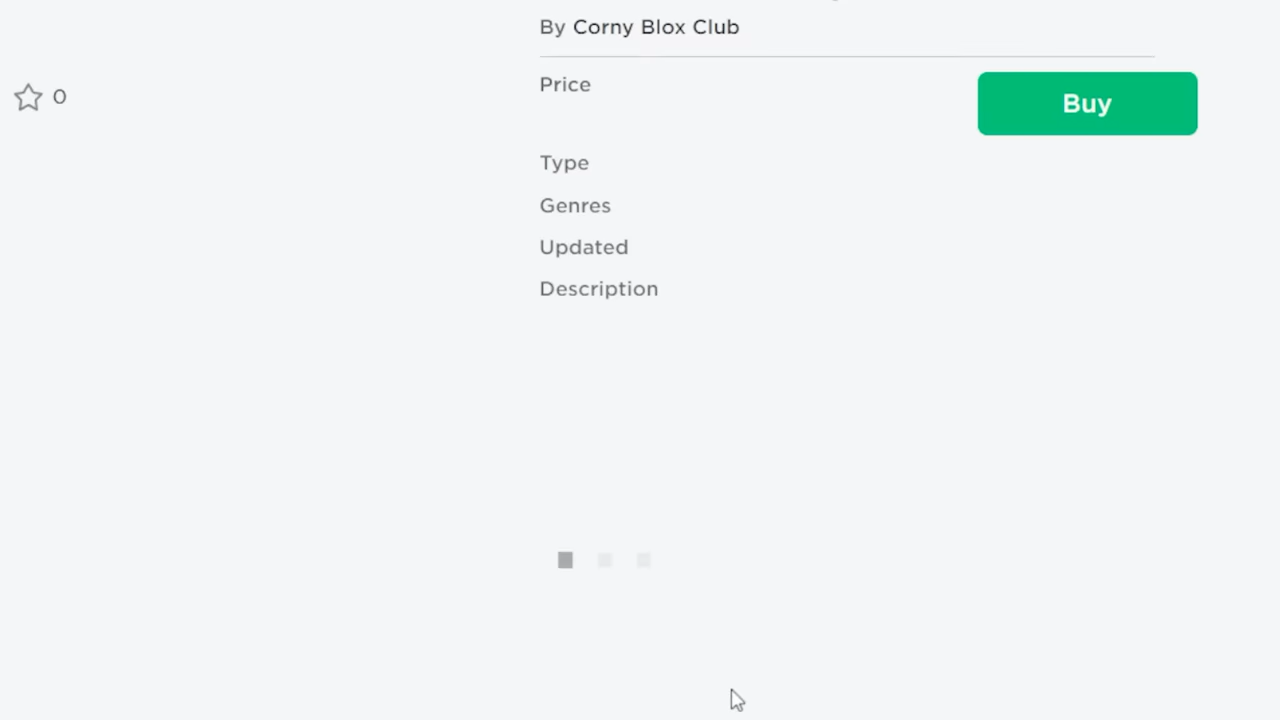 By Corny Blox Club
Price
Buy
0
Type
Genres
Updated
Description